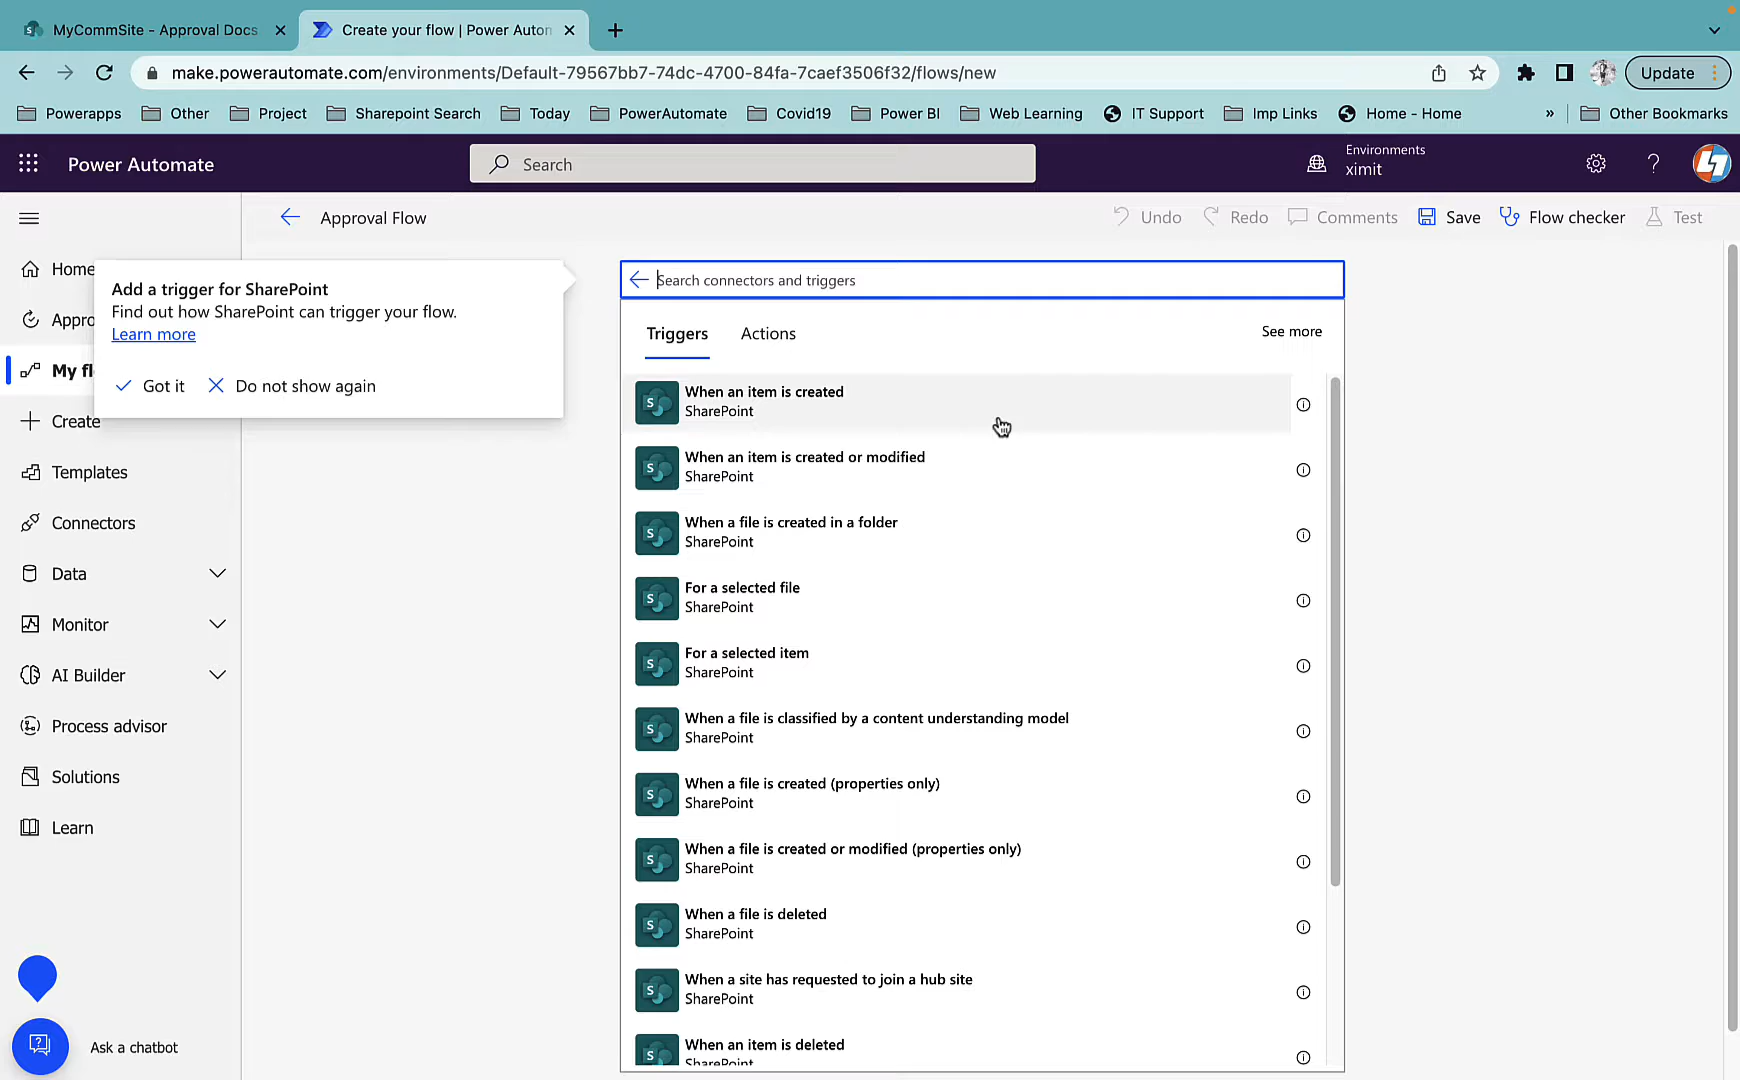 MyCommSite - Approval Docs
Create your flow | Power Auton
make.powerautomate.com/environments/Default-79567bb7-74dc-4700-84fa-7caef3506f32/flows/new
Update
Powerapps
Other
Project
Sharepoint Search
Today
PowerAutomate
Covid19
Power BI
Web Learning
IT Support
Imp Links
Home - Home
»
Other Bookmarks
Power Automate
Search
Environments
ximit
Approval Flow
Undo
Redo
Comments
Save
Flow checker
Test
Home
Appro
My fl
Create
Templates
Connectors
Data
Monitor
AI Builder
Process advisor
Solutions
Learn
Ask a chatbot
Add a trigger for SharePoint
Find out how SharePoint can trigger your flow.
Learn more
Got it
Do not show again
Search connectors and triggers
Triggers
Actions
See more
When an item is created
SharePoint
When an item is created or modified
SharePoint
When a file is created in a folder
SharePoint
For a selected file
SharePoint
For a selected item
SharePoint
When a file is classified by a content understanding model
SharePoint
When a file is created (properties only)
SharePoint
When a file is created or modified (properties only)
SharePoint
When a file is deleted
SharePoint
When a site has requested to join a hub site
SharePoint
When an item is deleted
SharePoint